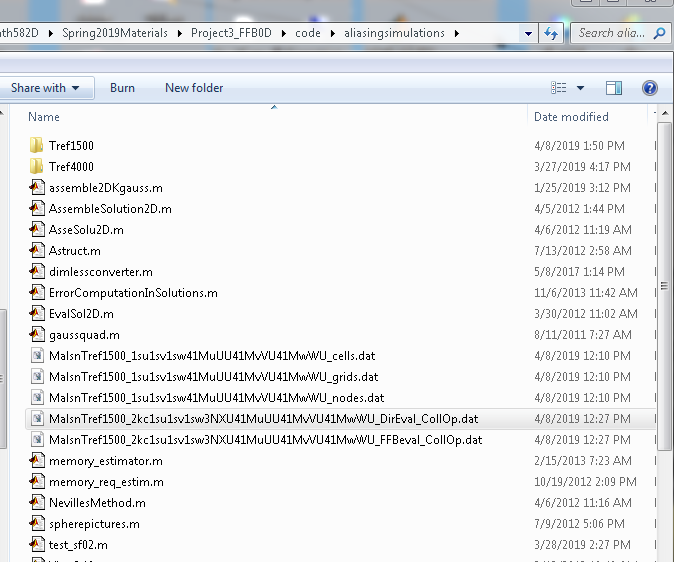 th582D ▸ Spring2019Materials ▸ Project3_FFB0D ▸ code ▸ aliasingsimulations ▸ Search alia...
Share with Burn New folder
Name Date modified
Tref1500 4/8/2019 1:50 PM
Tref4000 3/27/2019 4:17 PM
assemble2DKgauss.m 1/25/2019 3:12 PM
AssembleSolution2D.m 4/5/2012 1:44 PM
AsseSolu2D.m 4/6/2012 11:19 AM
Astruct.m 7/13/2012 2:58 AM
dimlessconverter.m 5/8/2017 1:14 PM
ErrorComputationInSolutions.m 11/6/2013 11:42 AM
EvalSol2D.m 3/30/2012 11:02 AM
gaussquad.m 8/11/2011 7:27 AM
MalsnTref1500_1su1sv1sw41MuUU41MvVU41MwWU_cells.dat 4/8/2019 12:10 PM
MalsnTref1500_1su1sv1sw41MuUU41MvVU41MwWU_grids.dat 4/8/2019 12:10 PM
MalsnTref1500_1su1sv1sw41MuUU41MvVU41MwWU_nodes.dat 4/8/2019 12:10 PM
MalsnTref1500_2kc1su1sv1sw3NXU41MuUU41MvVU41MwWU_DirEval_CollOp.dat 4/8/2019 12:27 PM
MalsnTref1500_2kc1su1sv1sw3NXU41MuUU41MvVU41MwWU_FFBeval_CollOp.dat 4/8/2019 12:27 PM
memory_estimator.m 2/15/2013 7:23 AM
memory_req_estim.m 10/19/2012 2:09 PM
NevillesMethod.m 4/6/2012 11:16 AM
spherepictures.m 7/9/2012 5:06 PM
test_sf02.m 3/28/2019 2:27 PM